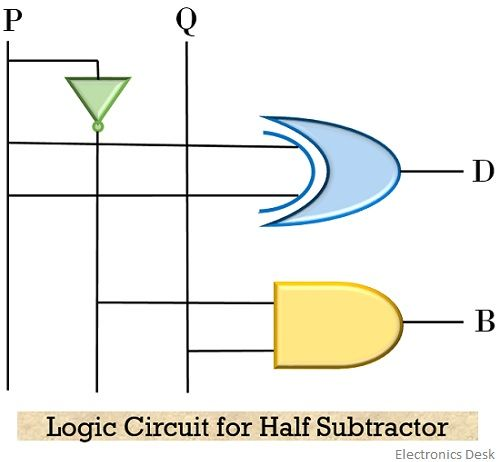 P Q
D
B
Logic Circuit for Half Subtractor
Electronics Desk